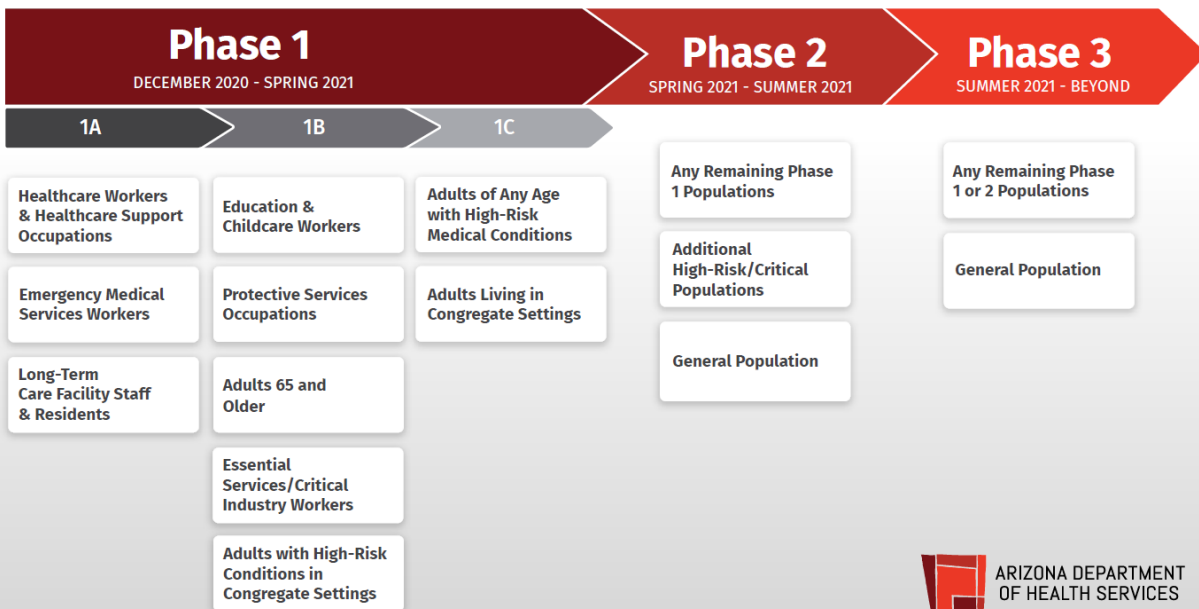 Phase 1
DECEMBER 2020 - SPRING 2021
Phase 2
SPRING 2021 - SUMMER 2021
Phase 3
SUMMER 2021 - BEYOND
1A
1B
1C
Healthcare Workers
& Healthcare Support
Occupations
Emergency Medical
Services Workers
Long-Term
Care Facility Staff
& Residents
Education &
Childcare Workers
Protective Services
Occupations
Adults 65 and
Older
Essential
Services/Critical
Industry Workers
Adults with High-Risk
Conditions in
Congregate Settings
Adults of Any Age
with High-Risk
Medical Conditions
Adults Living in
Congregate Settings
Any Remaining Phase
1 Populations
Additional
High-Risk/Critical
Populations
General Population
Any Remaining Phase
1 or 2 Populations
General Population
ARIZONA DEPARTMENT
OF HEALTH SERVICES